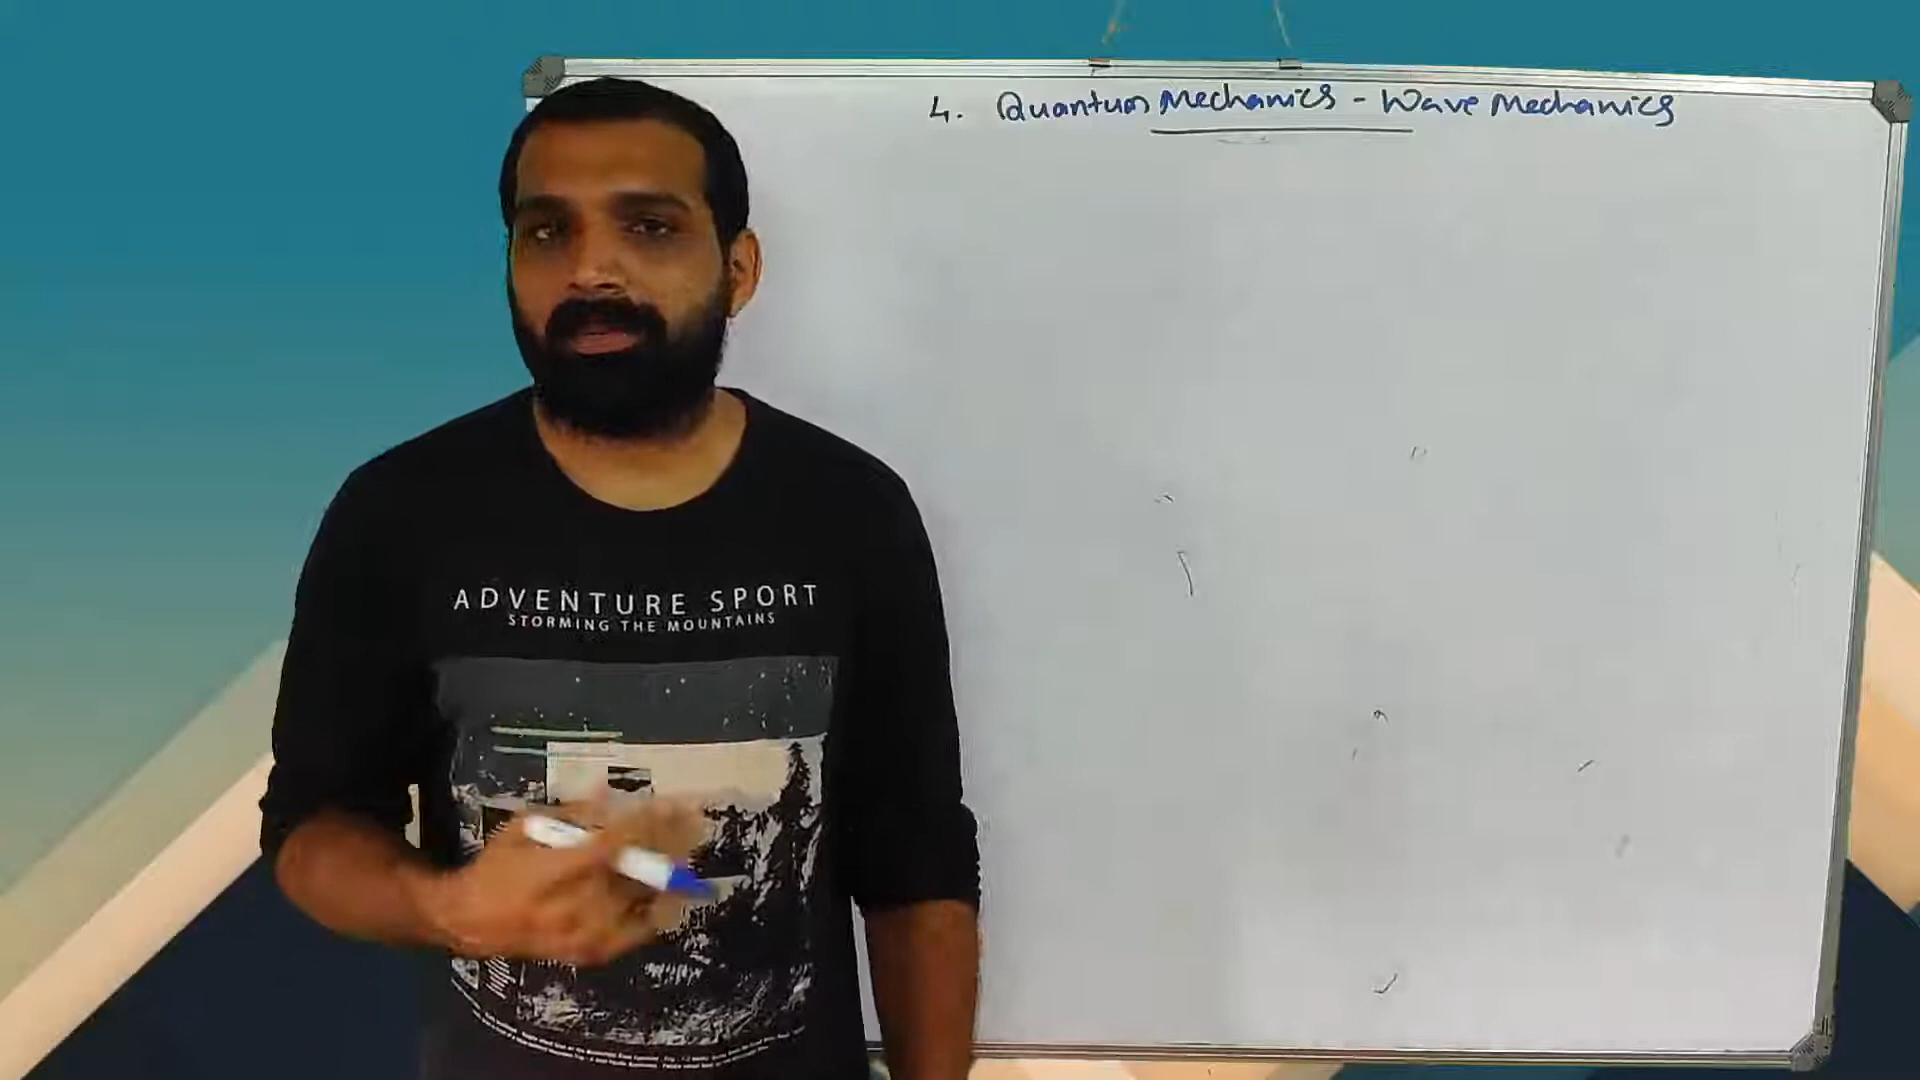 4. Quantum Mechanics - Wave Mechanics
ADVENTURE SPORT
STORMING THE MOUNTAINS